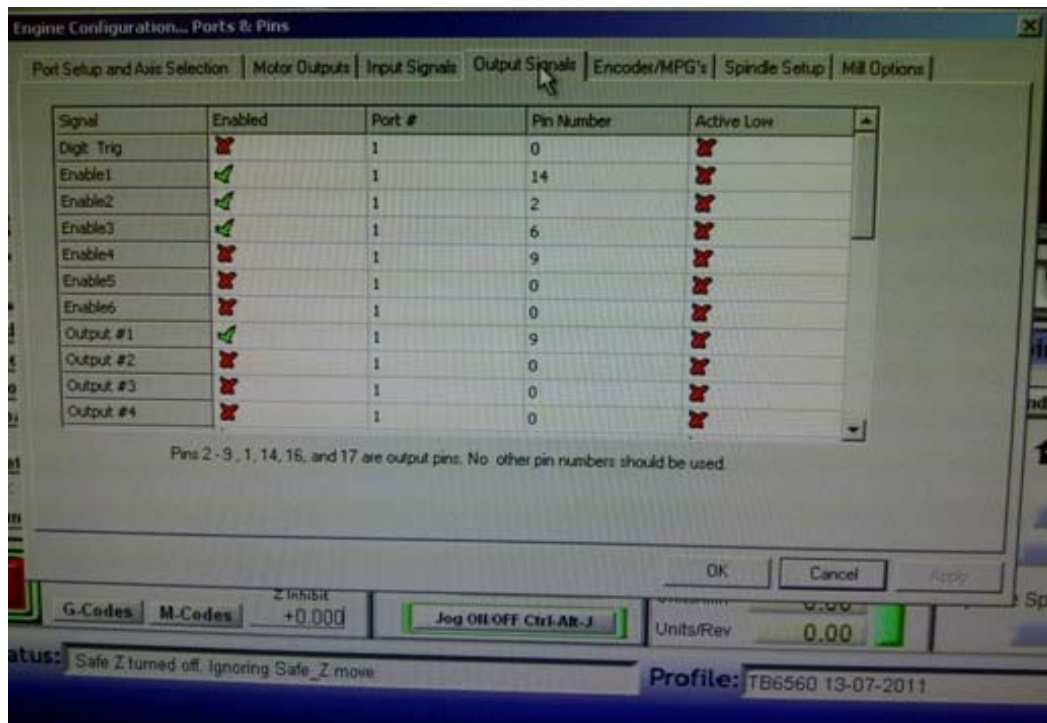 Engine Configuration... Ports & Pins
Port Setup and Axis Selection Motor Outputs Input Signals Output Signals Encoder/MPG's Spindle Setup Mill Options
Signal Enabled Port # Pin Number Active Low
Digit Trig 1 0
Enable1 1 14
Enable2 1 2
Enable3 1 6
Enable4 1 9
Enable5 1 0
Enable6 1 0
Output #1 1 9
Output #2 1 0
Output #3 1 0
Output #4 1 0
Pins 2 - 9 , 1, 14, 16, and 17 are output pins. No other pin numbers should be used.
OK Cancel Apply
G-Codes M-Codes Z Inhibit +0.000 Jog ON/OFF Ctrl-Alt-J
Units/Rev 0.00
Safe Z turned off. Ignoring Safe_Z move
Profile: TB6560 13-07-2011